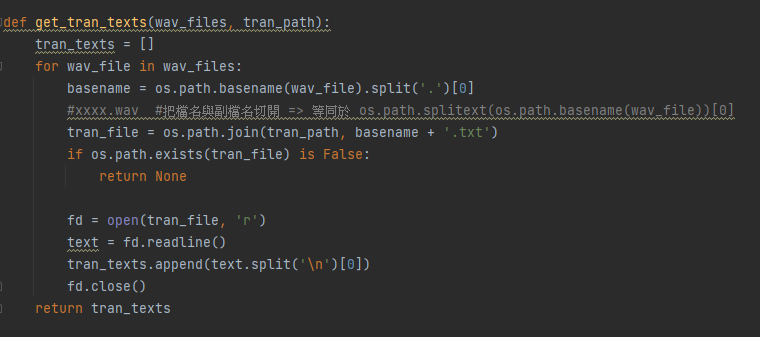 def get_tran_texts(wav_files, tran_path):
    tran_texts = []
    for wav_file in wav_files:
        basename = os.path.basename(wav_file).split('.')[0]
        #xxxx.wav  #把檔名與副檔名切開 => 等同於 os.path.splitext(os.path.basename(wav_file))[0]
        tran_file = os.path.join(tran_path, basename + '.txt')
        if os.path.exists(tran_file) is False:
            return None
        fd = open(tran_file, 'r')
        text = fd.readline()
        tran_texts.append(text.split('\n')[0])
        fd.close()
    return tran_texts